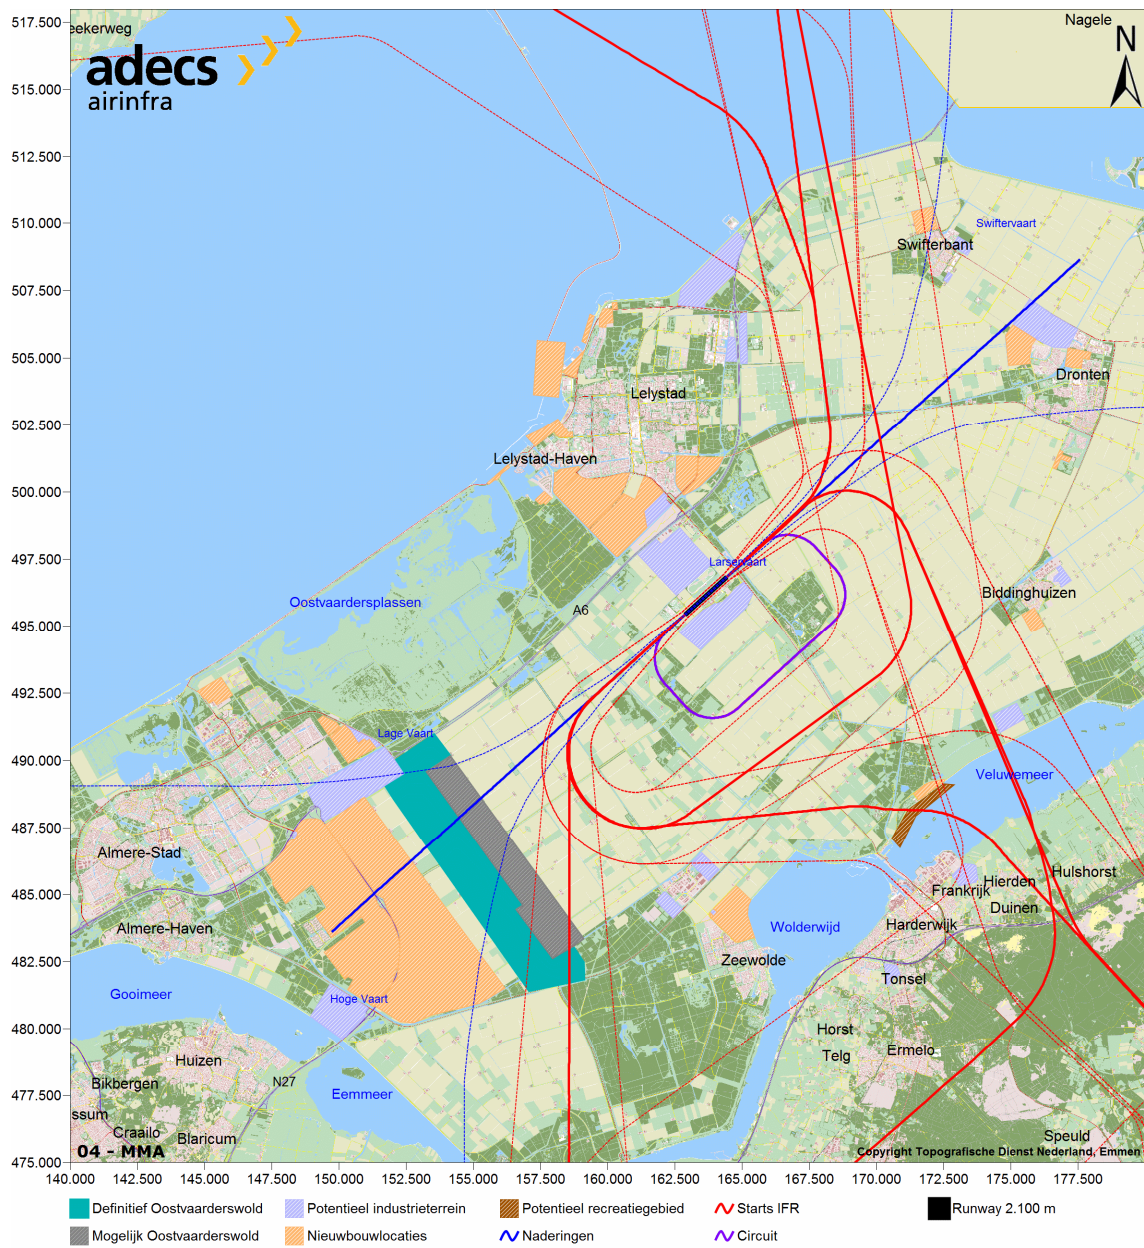 517.500
515.000
512.500
510.000
507.500
505.000
502.500
500.000
497.500
495.000
492.500
490.000
487.500
485.000
482.500
480.000
477.500
475.000
eekerweg
adecs
airinfra
Nagele
N
Swiftervaart
Swifterbant
Dronten
Lelystad
Lelystad-Haven
Larservaart
Oostvaardersplassen
A6
Biddinghuizen
Lage Vaart
Veluwemeer
Almere-Stad
Almere-Haven
Hierden
Hulshorst
Frankrijk
Duinen
Harderwijk
Wolderwijd
Zeewolde
Tonsel
Gooimeer
Hoge Vaart
Horst
Telg
Ermelo
Huizen
Bikbergen
N27
Eemmeer
ssum
Craailo
Blaricum
Speuld
04 - MMA
Copyright Topografische Dienst Nederland, Emmen
140.000 142.500 145.000 147.500 150.000 152.500 155.000 157.500 160.000 162.500 165.000 167.500 170.000 172.500 175.000 177.500
Definitief Oostvaarderswold
Potentieel industrieterrein
Potentieel recreatiegebied
Starts IFR
Runway 2.100 m
Mogelijk Oostvaarderswold
Nieuwbouwlocaties
Naderingen
Circuit